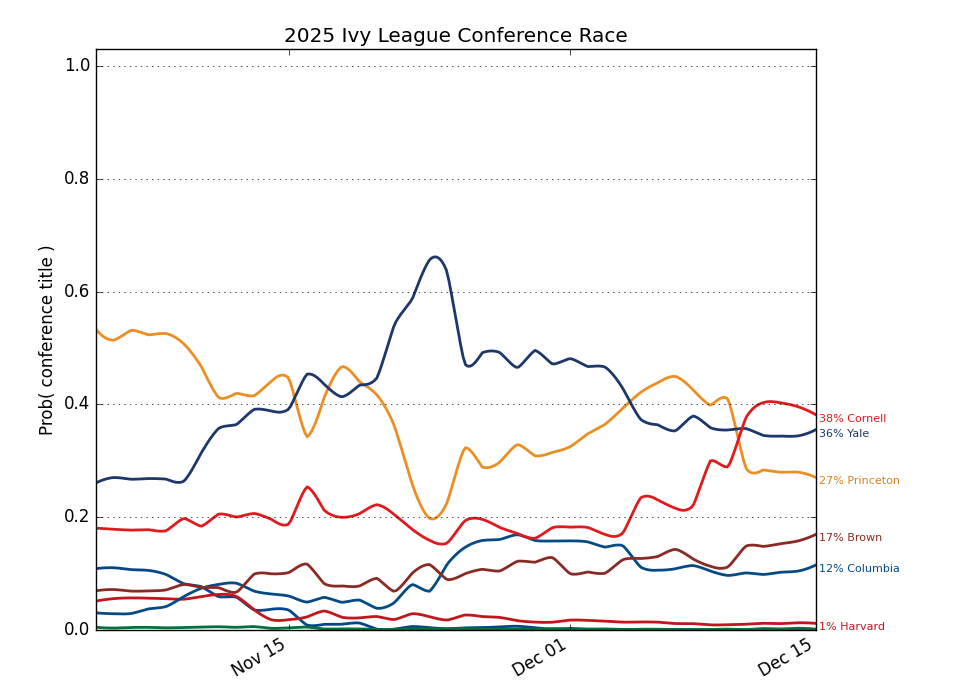 2025 Ivy League Conference Race
Prob( conference title )
1.0
0.8
0.6
0.4
0.2
0.0
38% Cornell
36% Yale
27% Princeton
17% Brown
12% Columbia
1% Harvard
Nov 15
Dec 01
Dec 15